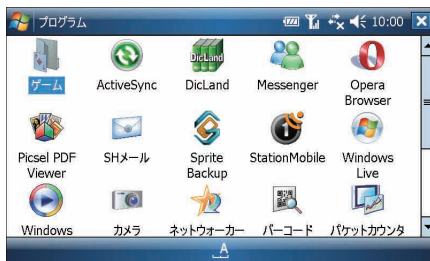 プログラム 10:00
DicLand
ゲーム ActiveSync DicLand Messenger Opera Browser
Picsel PDF Viewer SHメール Sprite Backup StationMobile Windows Live
Windows カメラ ネットウォーカー バーコード パケットカウンタ
A